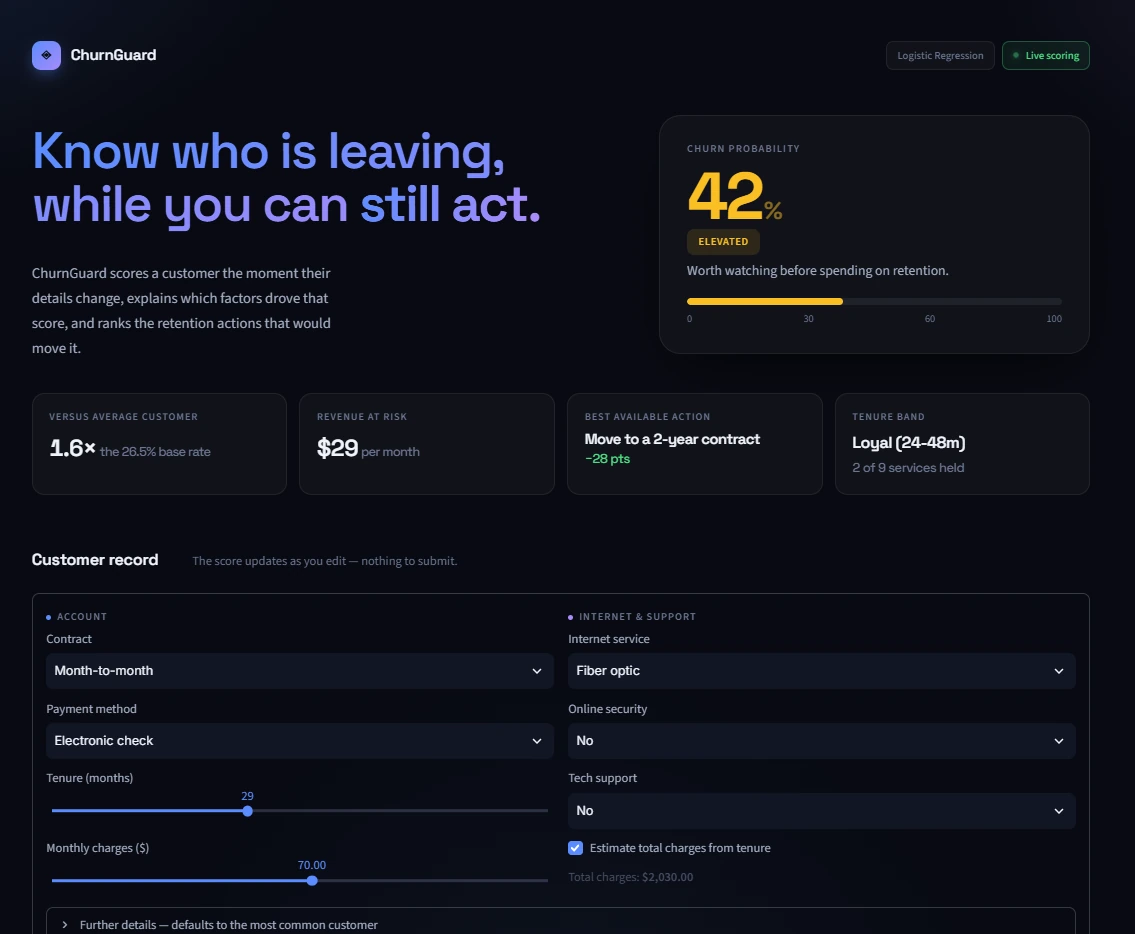 ChurnGuard
Logistic Regression
Live scoring
Know who is leaving,
while you can still act.
ChurnGuard scores a customer the moment their
details change, explains which factors drove that
score, and ranks the retention actions that would
move it.
CHURN PROBABILITY
42%
ELEVATED
Worth watching before spending on retention.
0 30 60 100
VERSUS AVERAGE CUSTOMER
1.6× the 26.5% base rate
REVENUE AT RISK
$29 per month
BEST AVAILABLE ACTION
Move to a 2-year contract
−28 pts
TENURE BAND
Loyal (24-48m)
2 of 9 services held
Customer record
The score updates as you edit — nothing to submit.
ACCOUNT
Contract
Month-to-month
Payment method
Electronic check
Tenure (months)
29
Monthly charges ($)
70.00
INTERNET & SUPPORT
Internet service
Fiber optic
Online security
No
Tech support
No
Estimate total charges from tenure
Total charges: $2,030.00
Further details — defaults to the most common customer